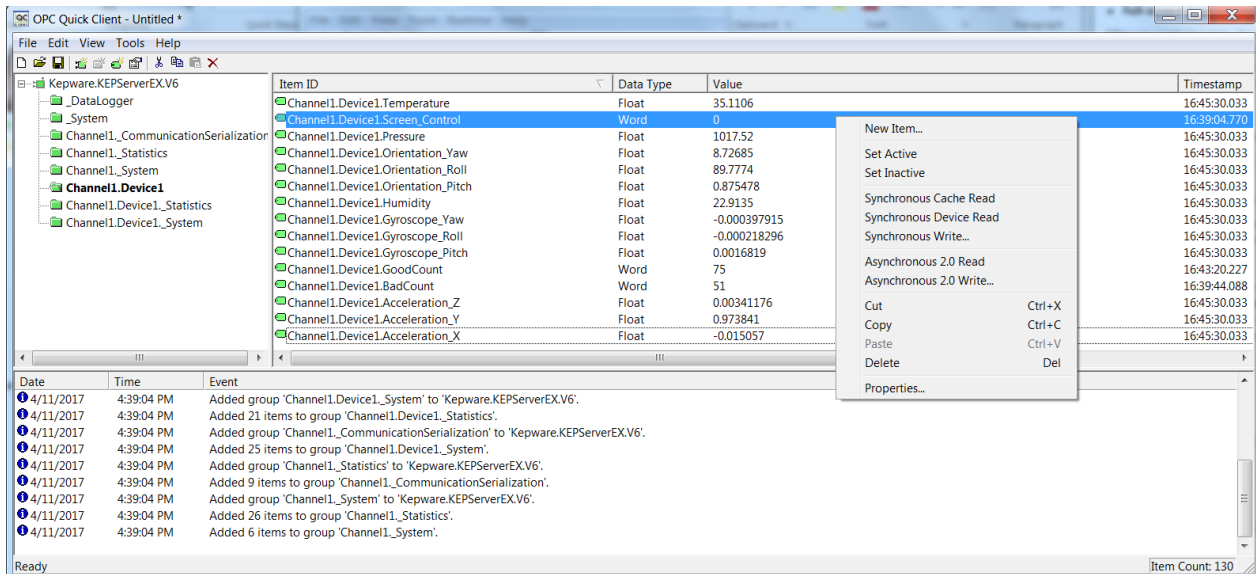 OPC Quick Client - Untitled *
File Edit View Tools Help
Kepware.KEPServerEX.V6
_DataLogger
_System
Channel1._CommunicationSerialization
Channel1._Statistics
Channel1._System
Channel1.Device1
Channel1.Device1._Statistics
Channel1.Device1._System
Item ID Data Type Value Timestamp
Channel1.Device1.Temperature Float 35.1106 16:45:30.033
Channel1.Device1.Screen_Control Word 0 16:39:04.770
Channel1.Device1.Pressure Float 1017.52 16:45:30.033
Channel1.Device1.Orientation_Yaw Float 8.72685 16:45:30.033
Channel1.Device1.Orientation_Roll Float 89.7774 16:45:30.033
Channel1.Device1.Orientation_Pitch Float 0.875478 16:45:30.033
Channel1.Device1.Humidity Float 22.9135 16:45:30.033
Channel1.Device1.Gyroscope_Yaw Float -0.000397915 16:45:30.033
Channel1.Device1.Gyroscope_Roll Float -0.000218296 16:45:30.033
Channel1.Device1.Gyroscope_Pitch Float 0.0016819 16:45:30.033
Channel1.Device1.GoodCount Word 75 16:43:20.227
Channel1.Device1.BadCount Word 51 16:39:44.088
Channel1.Device1.Acceleration_Z Float 0.00341176 16:45:30.033
Channel1.Device1.Acceleration_Y Float 0.973841 16:45:30.033
Channel1.Device1.Acceleration_X Float -0.015057 16:45:30.033
New Item...
Set Active
Set Inactive
Synchronous Cache Read
Synchronous Device Read
Synchronous Write...
Asynchronous 2.0 Read
Asynchronous 2.0 Write...
Cut Ctrl+X
Copy Ctrl+C
Paste Ctrl+V
Delete Del
Properties...
Date Time Event
4/11/2017 4:39:04 PM Added group 'Channel1.Device1._System' to 'Kepware.KEPServerEX.V6'.
4/11/2017 4:39:04 PM Added 21 items to group 'Channel1.Device1._Statistics'.
4/11/2017 4:39:04 PM Added group 'Channel1._CommunicationSerialization' to 'Kepware.KEPServerEX.V6'.
4/11/2017 4:39:04 PM Added 25 items to group 'Channel1.Device1._System'.
4/11/2017 4:39:04 PM Added group 'Channel1._Statistics' to 'Kepware.KEPServerEX.V6'.
4/11/2017 4:39:04 PM Added 9 items to group 'Channel1._CommunicationSerialization'.
4/11/2017 4:39:04 PM Added group 'Channel1._System' to 'Kepware.KEPServerEX.V6'.
4/11/2017 4:39:04 PM Added 26 items to group 'Channel1._Statistics'.
4/11/2017 4:39:04 PM Added 6 items to group 'Channel1._System'.
Ready Item Count: 130